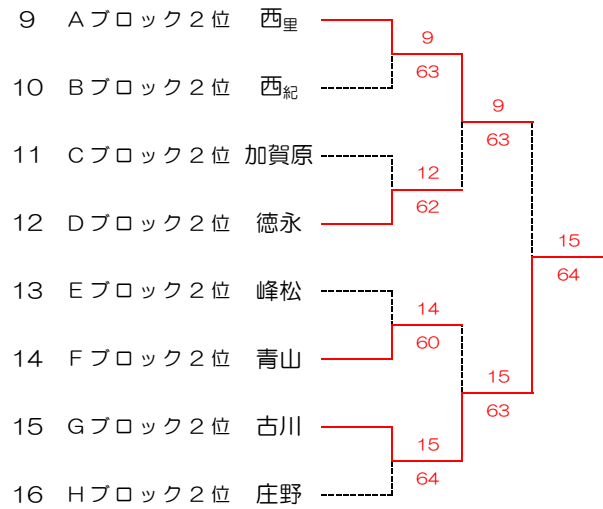 9 Aブロック2位 西里
9
63
10 Bブロック2位 西紀
9
63
11 Cブロック2位 加賀原
12
62
12 Dブロック2位 徳永
15
64
13 Eブロック2位 峰松
14
60
14 Fブロック2位 青山
15
63
15 Gブロック2位 古川
15
64
16 Hブロック2位 庄野